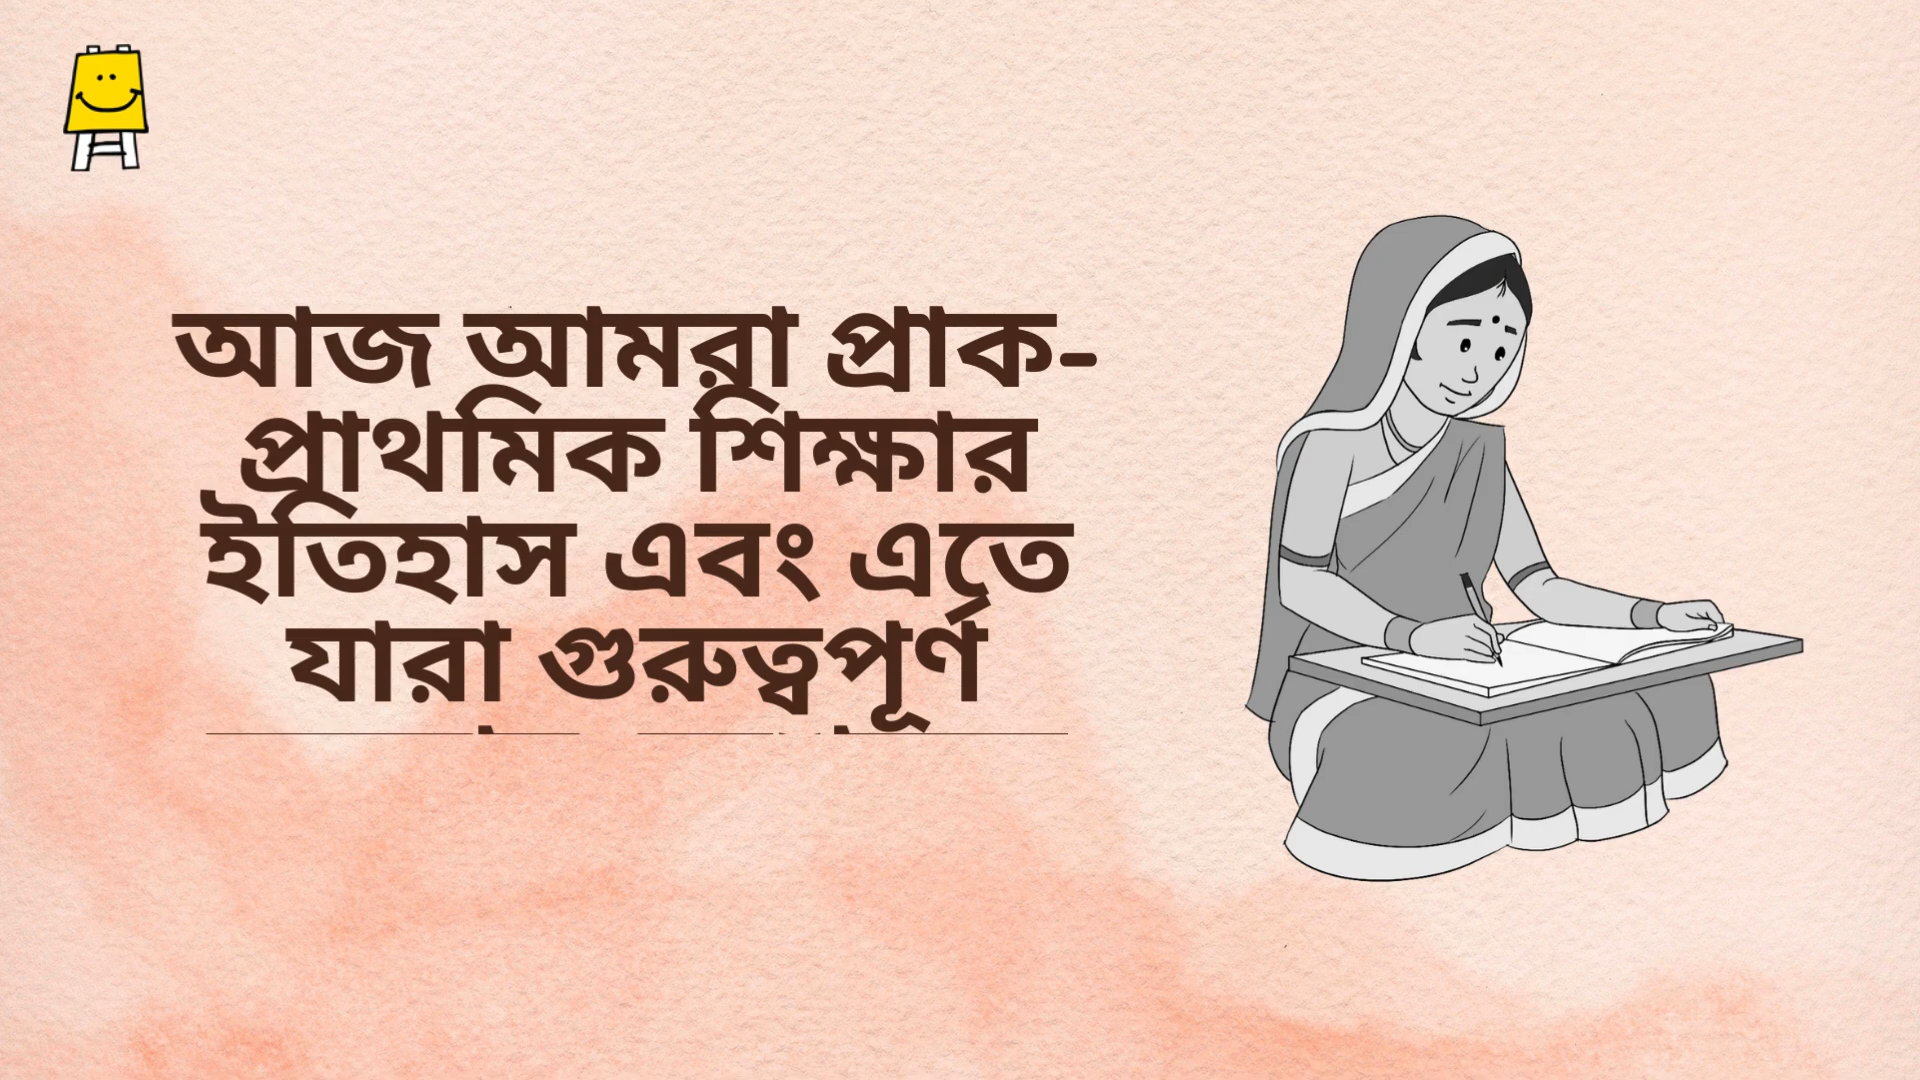 আজ আমরা প্রাক-
প্রাথমিক শিক্ষার
ইতিহাস এবং এতে
যারা গুরুত্বপূর্ণ